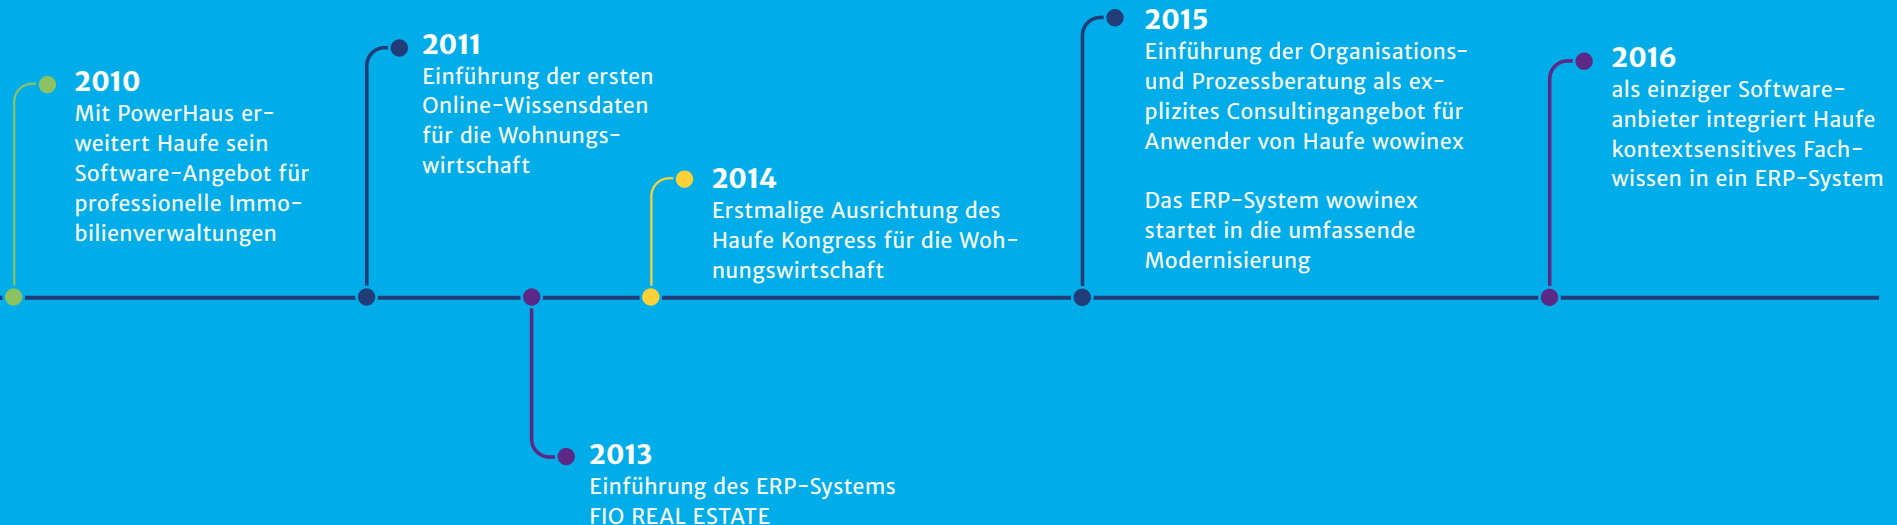 2010
Mit PowerHaus er-
weitert Haufe sein
Software-Angebot für
professionelle Immo-
bilienverwaltungen
2011
Einführung der ersten
Online-Wissensdaten
für die Wohnungs-
wirtschaft
2013
Einführung des ERP-Systems
FIO REAL ESTATE
2014
Erstmalige Ausrichtung des
Haufe Kongress für die Woh-
nungswirtschaft
2015
Einführung der Organisations-
und Prozessberatung als ex-
plizites Consultingangebot für
Anwender von Haufe wowinex
Das ERP-System wowinex
startet in die umfassende
Modernisierung
2016
als einziger Software-
anbieter integriert Haufe
kontextsensitives Fach-
wissen in ein ERP-System